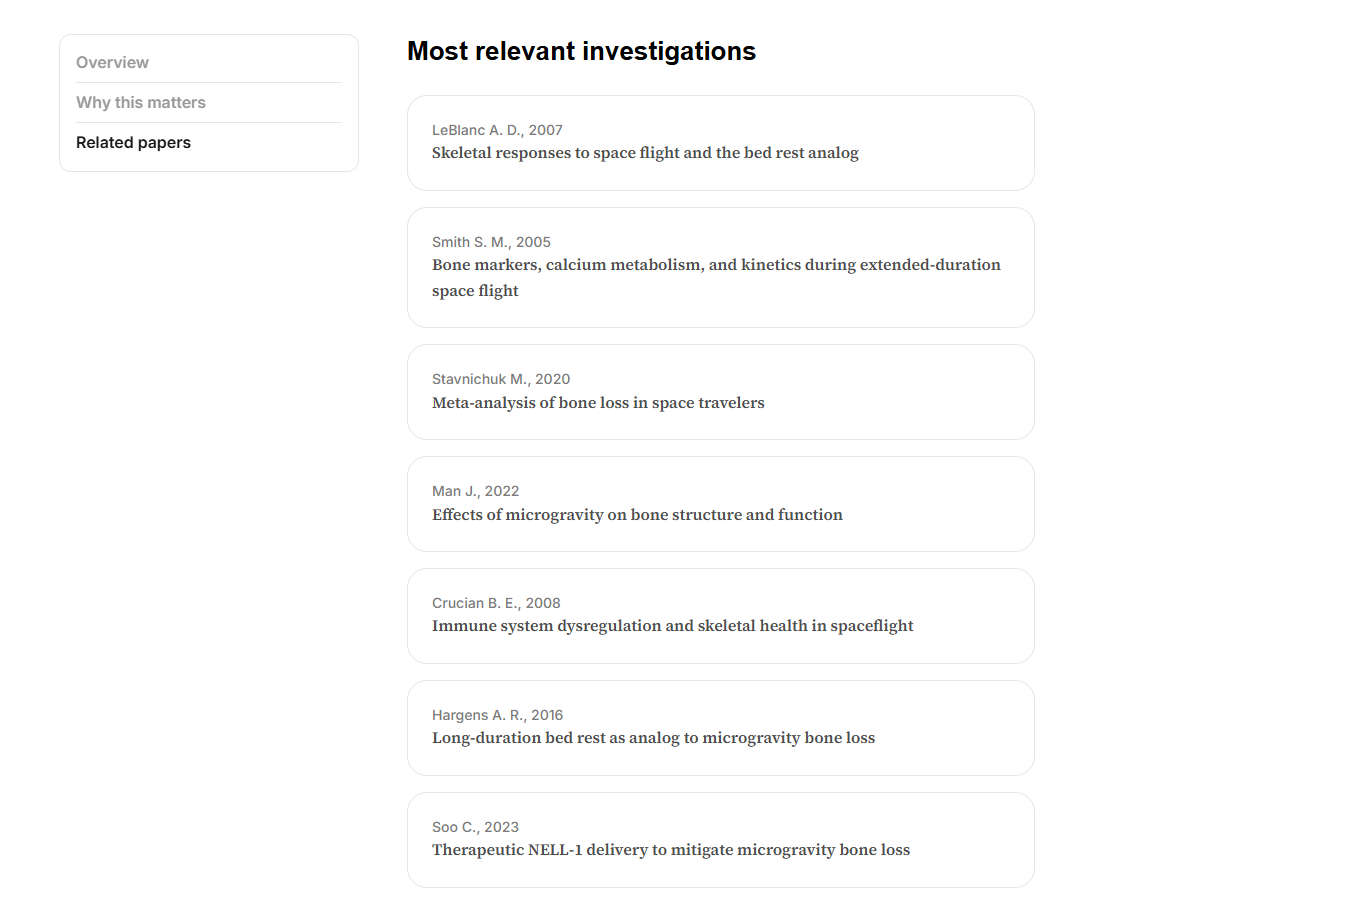 Overview
Why this matters
Related papers
Most relevant investigations
LeBlanc A. D., 2007
Skeletal responses to space flight and the bed rest analog
Smith S. M., 2005
Bone markers, calcium metabolism, and kinetics during extended-duration
space flight
Stavnichuk M., 2020
Meta-analysis of bone loss in space travelers
Man J., 2022
Effects of microgravity on bone structure and function
Crucian B. E., 2008
Immune system dysregulation and skeletal health in spaceflight
Hargens A. R., 2016
Long-duration bed rest as analog to microgravity bone loss
Soo C., 2023
Therapeutic NELL-1 delivery to mitigate microgravity bone loss